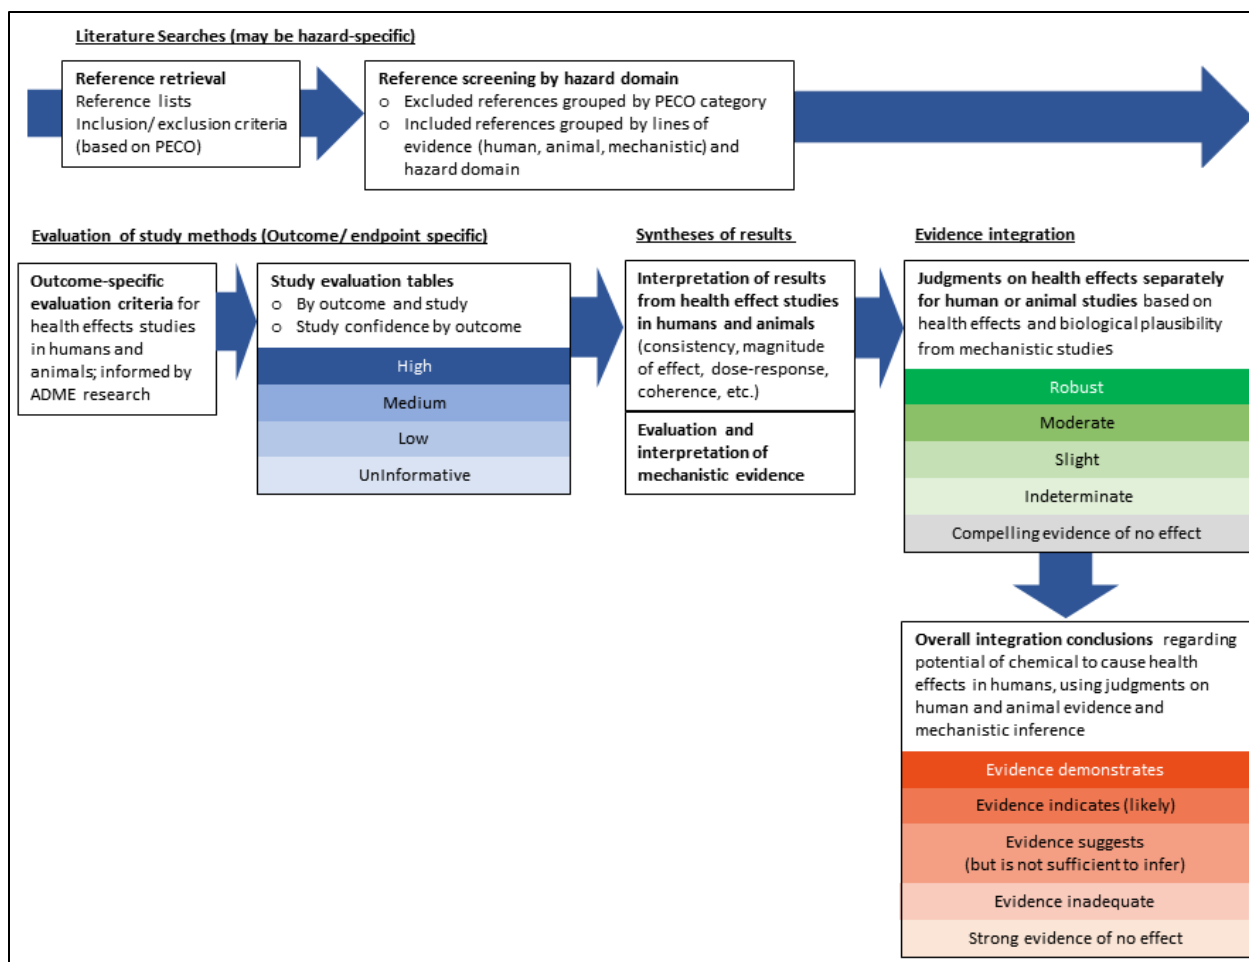 Literature Searches (may be hazard-specific)
Reference retrieval
Reference lists
Inclusion/ exclusion criteria
(based on PECO)
Reference screening by hazard domain
o Excluded references grouped by PECO category
o Included references grouped by lines of
evidence (human, animal, mechanistic) and
hazard domain
Evaluation of study methods (Outcome/ endpoint specific)
Outcome-specific
evaluation criteria for
health effects studies
in humans and
animals; informed by
ADME research
Study evaluation tables
o By outcome and study
o Study confidence by outcome
High
Medium
Low
UnInformative
Syntheses of results
Interpretation of results
from health effect studies
in humans and animals
(consistency, magnitude
of effect, dose-response,
coherence, etc.)
Evaluation and
interpretation of
mechanistic evidence
Evidence integration
Judgments on health effects separately
for human or animal studies based on
health effects and biological plausibility
from mechanistic studies
Robust
Moderate
Slight
Indeterminate
Compelling evidence of no effect
Overall integration conclusions regarding
potential of chemical to cause health
effects in humans, using judgments on
human and animal evidence and
mechanistic inference
Evidence demonstrates
Evidence indicates (likely)
Evidence suggests
(but is not sufficient to infer)
Evidence inadequate
Strong evidence of no effect